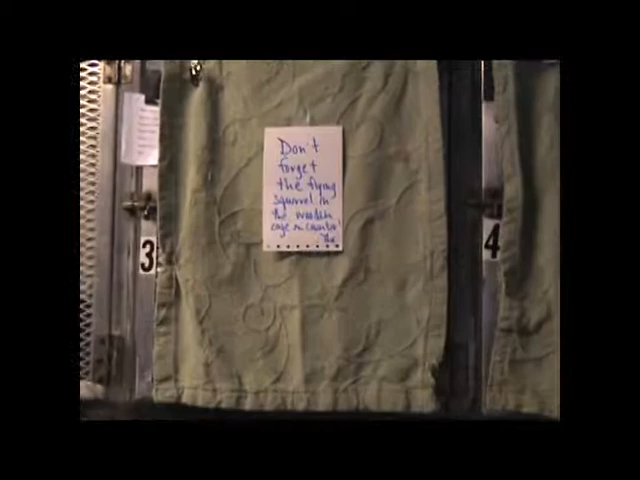 Don't
forget
the flying
squirrel in
the wooden
cage on counter!
3
4